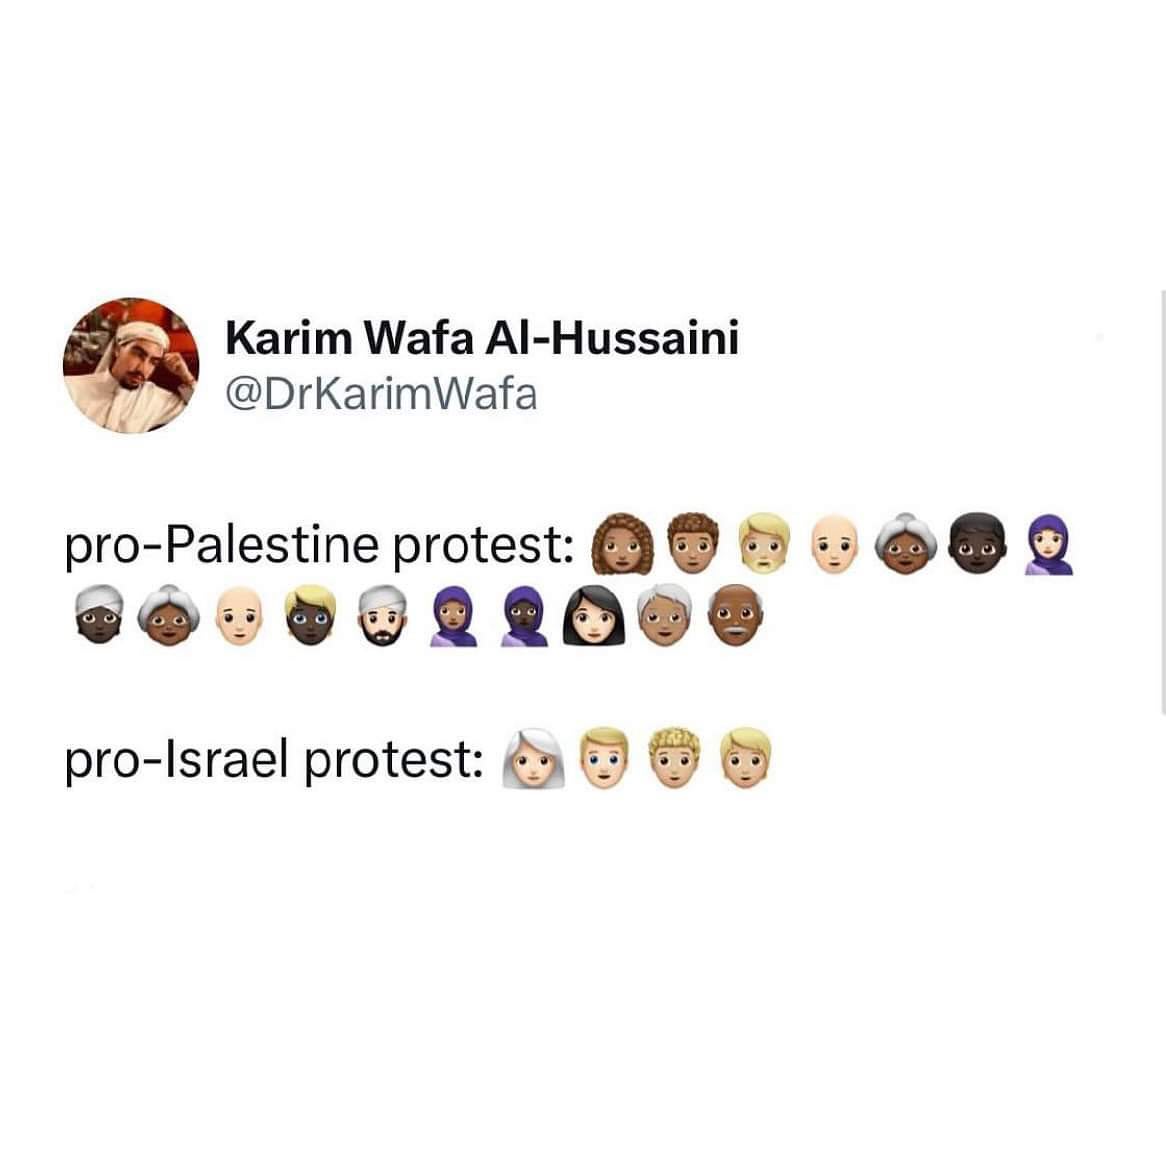 Karim Wafa Al-Hussaini
@DrKarimWafa
pro-Palestine protest: 👩🏽‍🦱👨🏽‍🦱🧔🏼‍♂️👨🏻‍🦲👵🏾👦🏿🧕🏻
👳🏿‍♀️👵🏾👨🏻‍🦲👱🏿👳🏻‍♂️🧕🏽🧕🏿👩🏻🧓🏽👴🏾
pro-Israel protest: 👩🏻‍🦳👱🏻‍♂️👨🏼‍🦱👱🏼